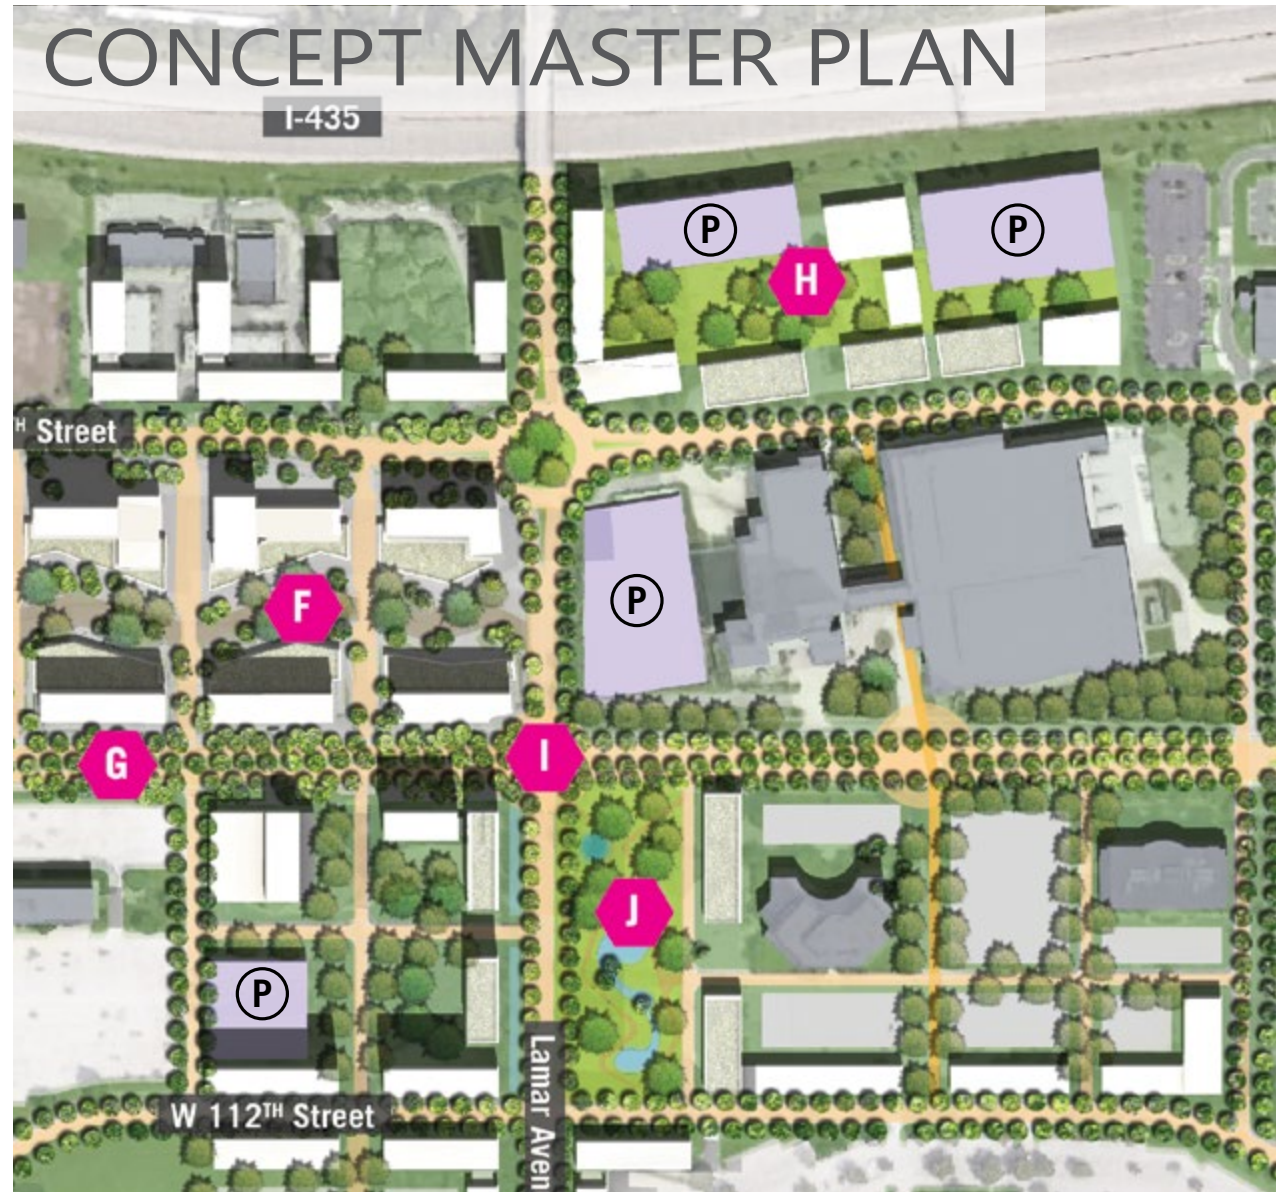 CONCEPT MASTER PLAN
I-435
P
P
H
H Street
P
F
G
I
J
P
Lamar Aven
W 112TH Street